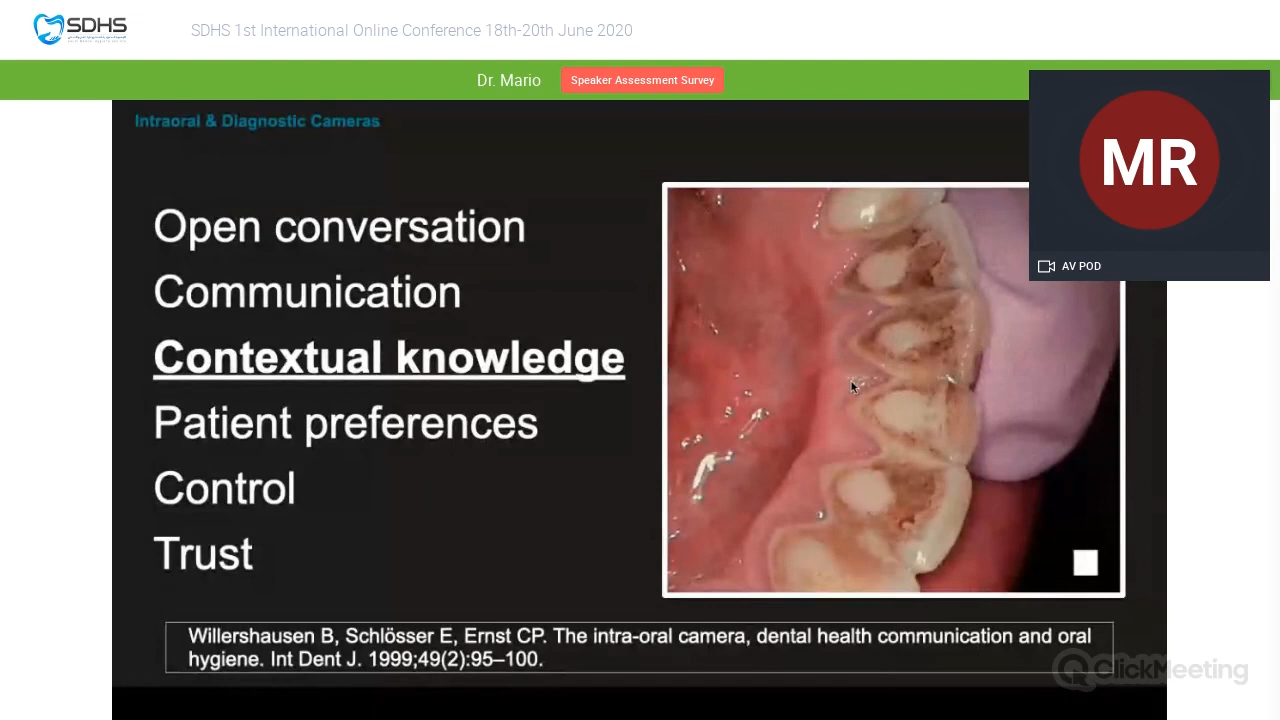 SDHS
SDHS 1st International Online Conference 18th-20th June 2020
Dr. Mario
Speaker Assessment Survey
MR
AV POD
Intraoral & Diagnostic Cameras
Open conversation
Communication
Contextual knowledge
Patient preferences
Control
Trust
Willershausen B, Schlösser E, Ernst CP. The intra-oral camera, dental health communication and oral
hygiene. Int Dent J. 1999;49(2):95–100.
ClickMeeting